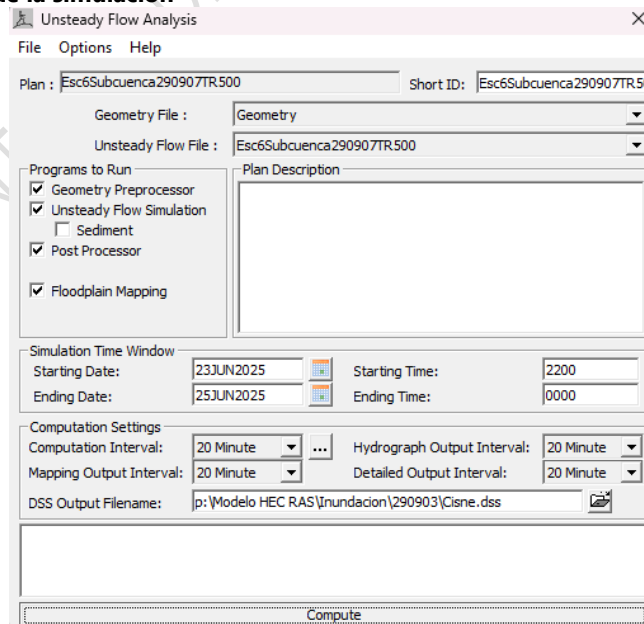 la simulación
Unsteady Flow Analysis
File Options Help
Plan : Esc6Subcuenca290907TR500 Short ID: Esc6Subcuenca290907TR5
Geometry File : Geometry
Unsteady Flow File : Esc6Subcuenca290907TR500
Programs to Run Plan Description
Geometry Preprocessor
Unsteady Flow Simulation
Sediment
Post Processor
Floodplain Mapping
Simulation Time Window
Starting Date: 23JUN2025 Starting Time: 2200
Ending Date: 25JUN2025 Ending Time: 0000
Computation Settings
Computation Interval: 20 Minute ... Hydrograph Output Interval: 20 Minute
Mapping Output Interval: 20 Minute Detailed Output Interval: 20 Minute
DSS Output Filename: p:\Modelo HEC RAS\Inundacion\290903\Cisne.dss
Compute